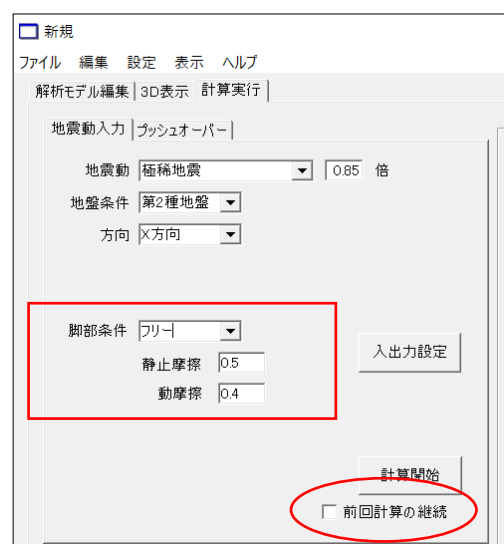 新規
ファイル 編集 設定 表示 ヘルプ
解析モデル編集 3D表示 計算実行
地震動入力 プッシュオーバー
地震動 極稀地震 0.85 倍
地盤条件 第2種地盤
方向 X方向
脚部条件 フリー
入出力設定
静止摩擦 0.5
動摩擦 0.4
計算開始
前回計算の継続